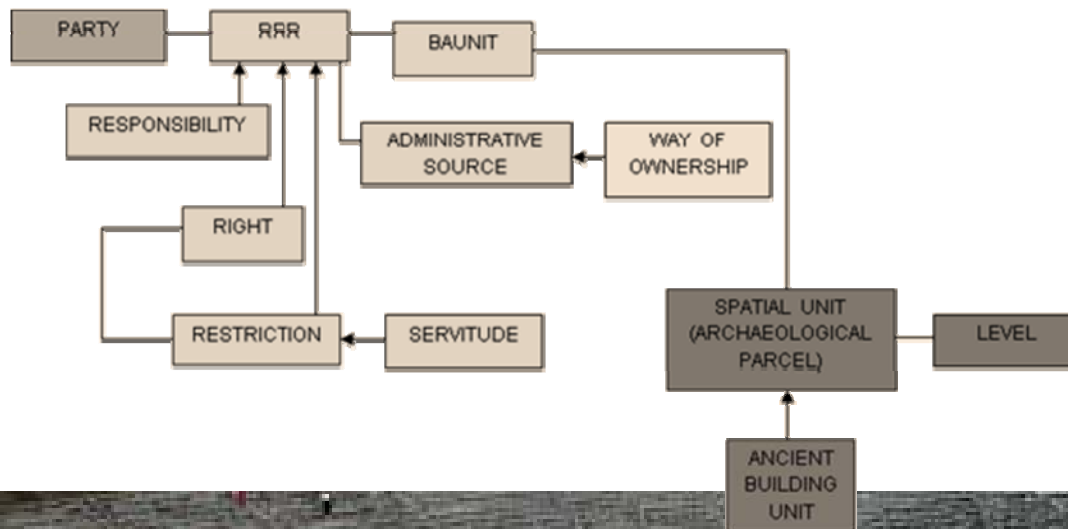 PARTY
RRR
BAUNIT
RESPONSIBILITY
ADMINISTRATIVE
SOURCE
WAY OF
OWNERSHIP
RIGHT
RESTRICTION
SERVITUDE
SPATIAL UNIT
(ARCHAEOLOGICAL
PARCEL)
LEVEL
ANCIENT
BUILDING
UNIT